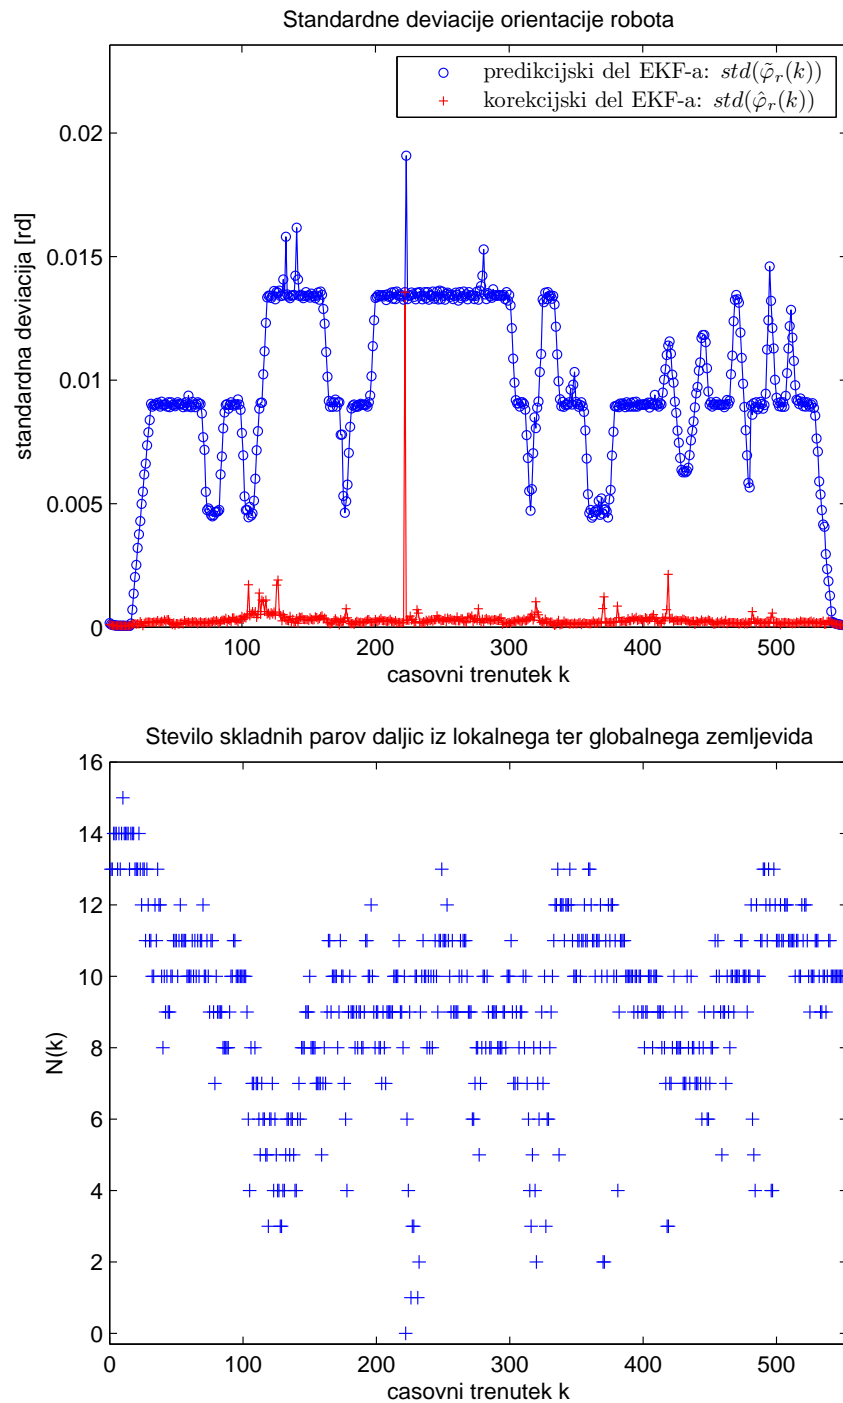 Standardne deviacije orientacije robota
predikcijski del EKF-a: std(φ̃_r(k))
korekcijski del EKF-a: std(φ̂_r(k))
0.02
0.015
0.01
0.005
0
standardna deviacija [rd]
100 200 300 400 500
casovni trenutek k
Stevilo skladnih parov daljic iz lokalnega ter globalnega zemljevida
16
14
12
10
8
6
4
2
0
N(k)
0 100 200 300 400 500
casovni trenutek k